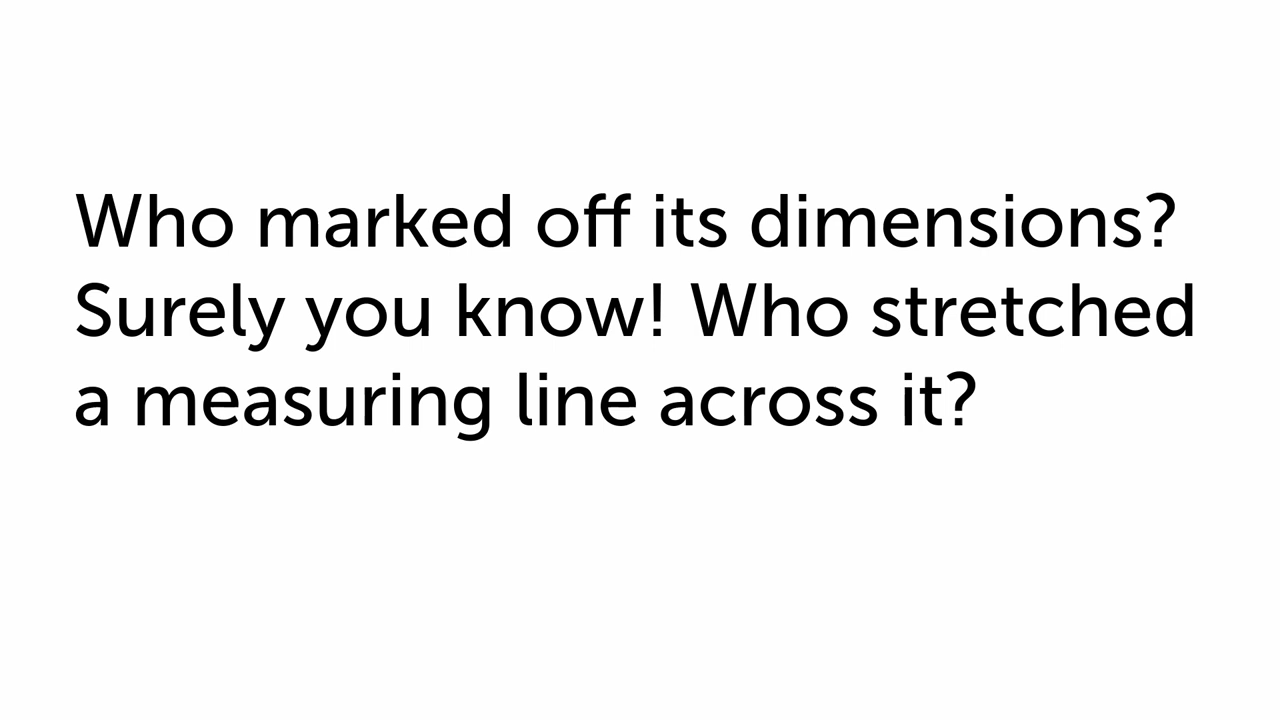 Who marked off its dimensions?
Surely you know! Who stretched
a measuring line across it?